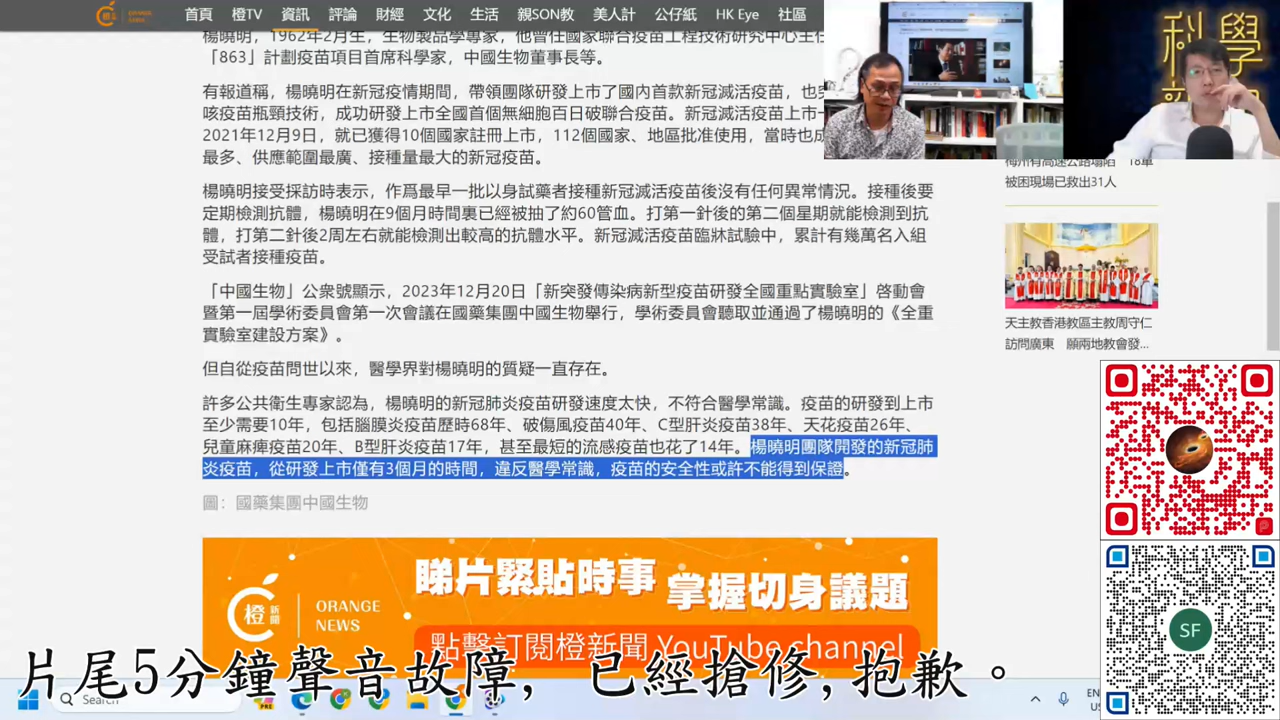 首頁 橙TV 資訊 評論 財經 文化 生活 親SON教 美人計 公仔紙 HK Eye 社區
楊曉明，1962年2月生，生物製品學專家，他曾任國家聯合疫苗工程技術研究中心主任
「863」計劃疫苗項目首席科學家，中國生物董事長等。
有報道稱，楊曉明在新冠疫情期間，帶領團隊研發上市了國內首款新冠滅活疫苗，也
咳疫苗瓶頸技術，成功研發上市全國首個無細胞百日破聯合疫苗。新冠滅活疫苗上市一
2021年12月9日，就已獲得10個國家註冊上市，112個國家、地區批准使用，當時也
最多、供應範圍最廣、接種量最大的新冠疫苗。
楊曉明接受採訪時表示，作爲最早一批以身試藥者接種新冠滅活疫苗後沒有任何異常情況。接種後要
定期檢測抗體，楊曉明在9個月時間裏已經被抽了約60管血。打第一針後的第二個星期就能檢測到抗
體，打第二針後2周左右就能檢測出較高的抗體水平。新冠滅活疫苗臨牀試驗中，累計有幾萬名入組
受試者接種疫苗。
「中國生物」公衆號顯示，2023年12月20日「新突發傳染病新型疫苗研發全國重點實驗室」啓動會
暨第一屆學術委員會第一次會議在國藥集團中國生物舉行，學術委員會聽取並通過了楊曉明的《全重
實驗室建設方案》。
但自從疫苗問世以來，醫學界對楊曉明的質疑一直存在。
許多公共衛生專家認為，楊曉明的新冠肺炎疫苗研發速度太快，不符合醫學常識。疫苗的研發到上市
至少需要10年，包括腦膜炎疫苗歷時68年、破傷風疫苗40年、C型肝炎疫苗38年、天花疫苗26年、
兒童麻痺疫苗20年、B型肝炎疫苗17年，甚至最短的流感疫苗也花了14年。楊曉明團隊開發的新冠肺
炎疫苗，從研發上市僅有3個月的時間，違反醫學常識，疫苗的安全性或許不能得到保證。
圖：國藥集團中國生物
科學
梅州有高速公路塌陷 18車
被困現場已救出31人
天主教香港教區主教周守仁
訪問廣東 願兩地教會發...
橙新聞
ORANGE
NEWS
睇片緊貼時事 掌握切身議題
點擊訂閱橙新聞 YouTube channel
SF
片尾5分鐘聲音故障， 已經搶修，抱歉。
Search
EN
US